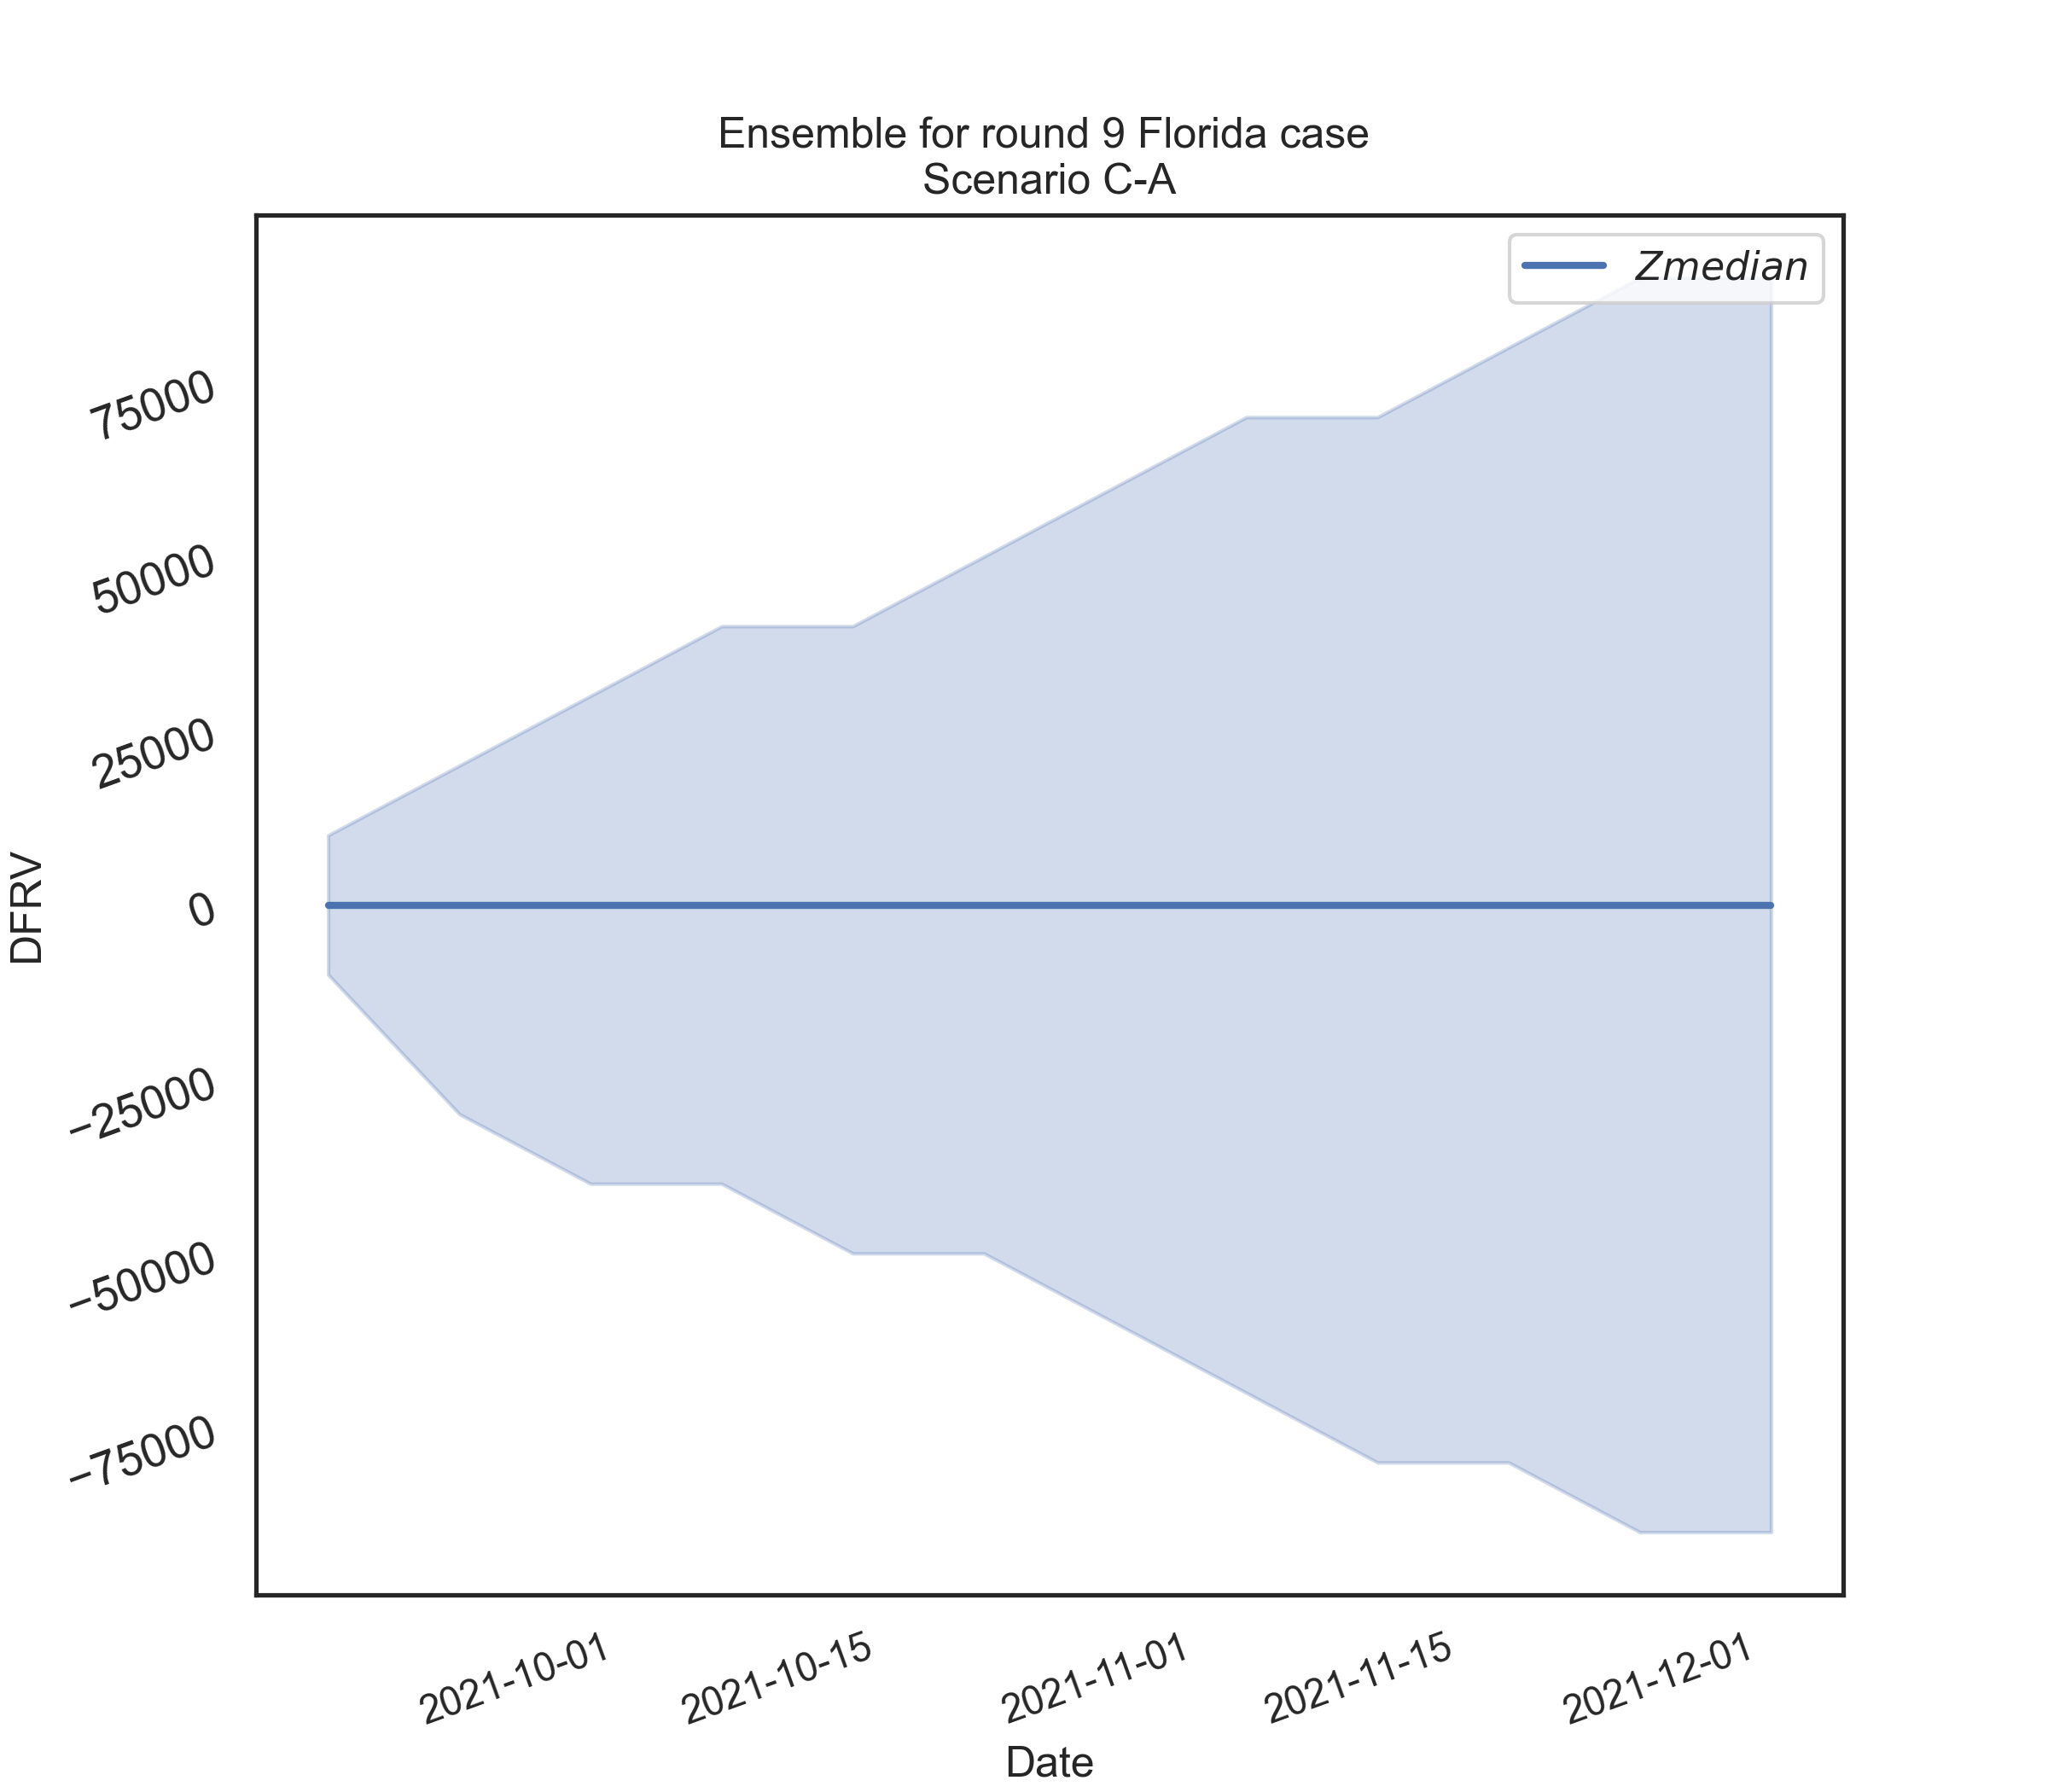 Ensemble for round 9 Florida case
Scenario C-A
Zmedian
75000
50000
25000
0
−25000
−50000
−75000
DFRV
2021-10-01
2021-10-15
2021-11-01
2021-11-15
2021-12-01
Date